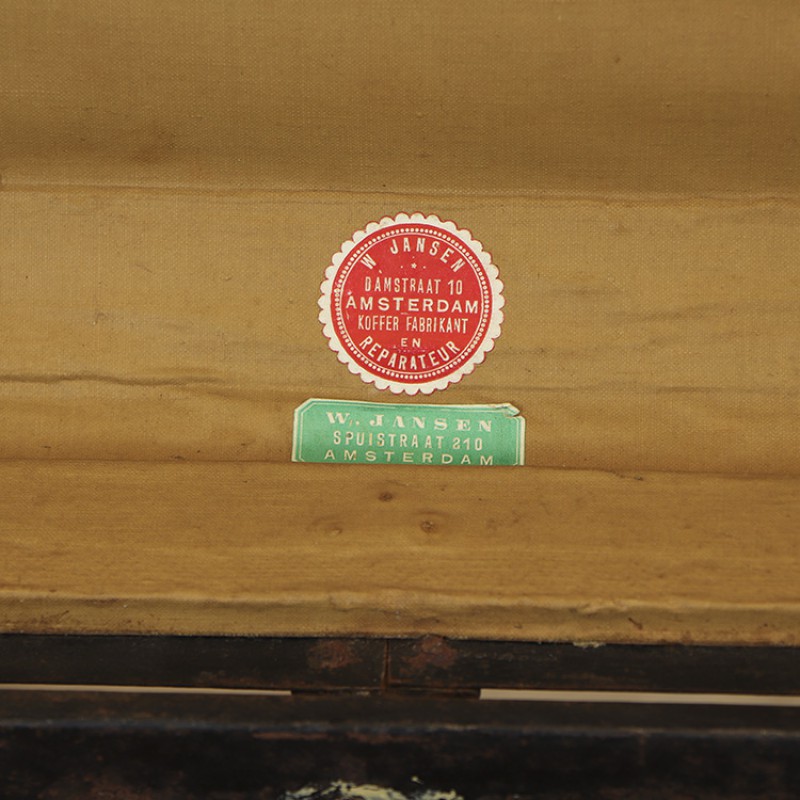 W JANSEN
DAMSTRAAT 10
AMSTERDAM
KOFFER FABRIKANT
EN
REPARATEUR
W. JANSEN
SPUISTRAAT 210
AMSTERDAM